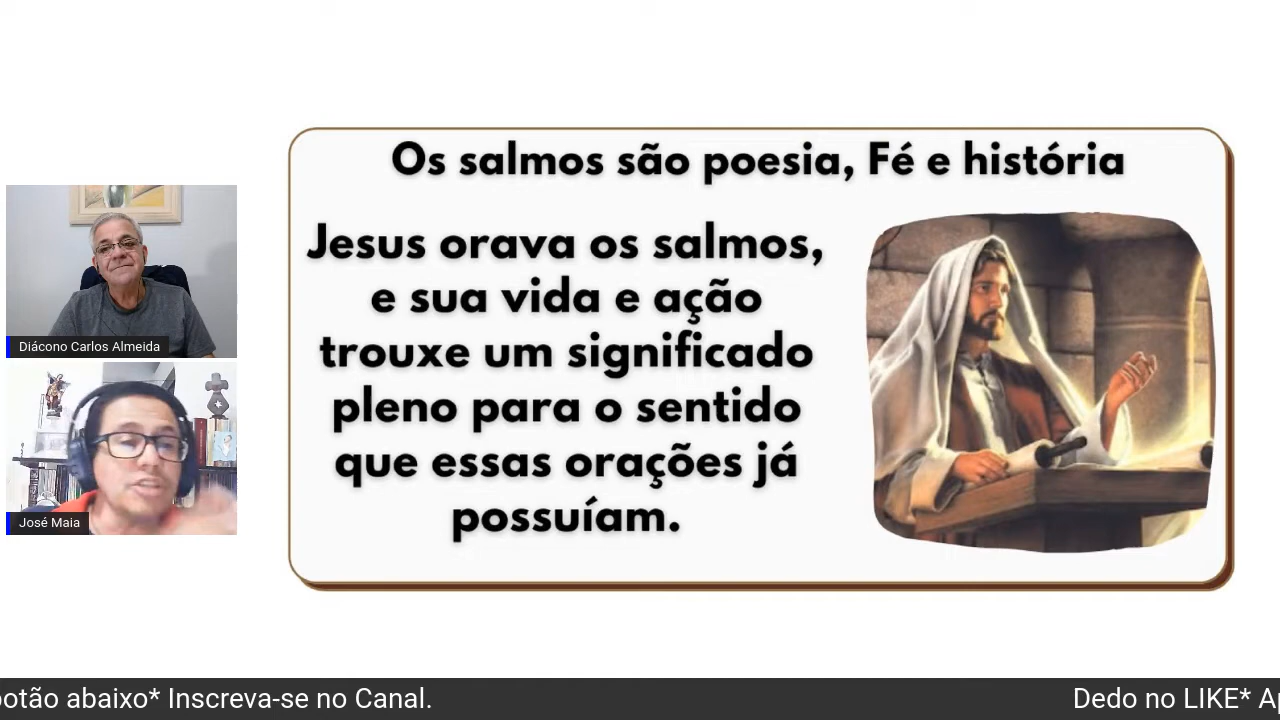 Os salmos são poesia, Fé e história
Jesus orava os salmos,
e sua vida e ação
trouxe um significado
pleno para o sentido
que essas orações já
possuíam.
Diácono Carlos Almeida
José Maia
botão abaixo* Inscreva-se no Canal.
Dedo no LIKE*